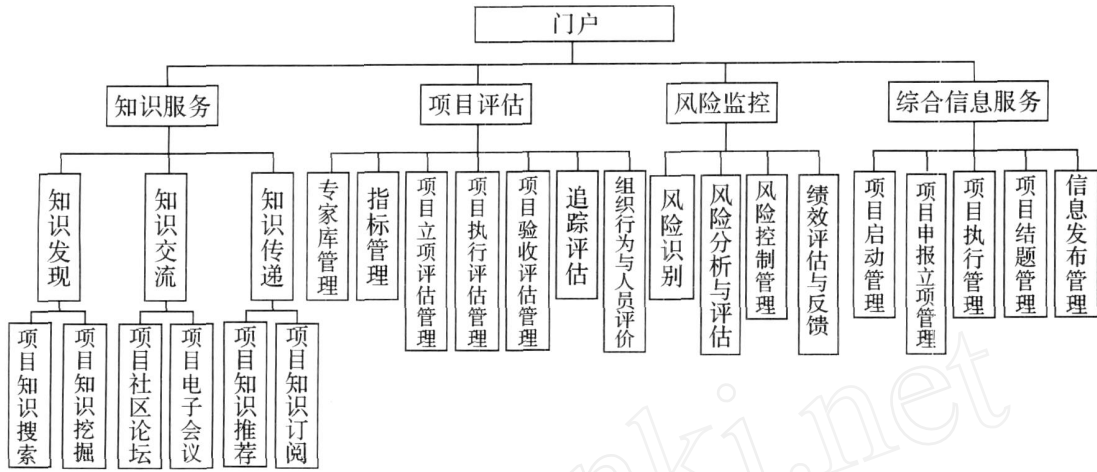 门户
知识服务
项目评估
风险监控
综合信息服务
知识发现
知识交流
知识传递
专家库管理
指标管理
项目立项评估管理
项目执行评估管理
项目验收评估管理
追踪评估
组织行为与人员评价
风险识别
风险分析与评估
风险控制管理
绩效评估与反馈
项目启动管理
项目申报立项管理
项目执行管理
项目结题管理
信息发布管理
项目知识搜索
项目知识挖掘
项目社区论坛
项目电子会议
项目知识推荐
项目知识订阅
nki.net